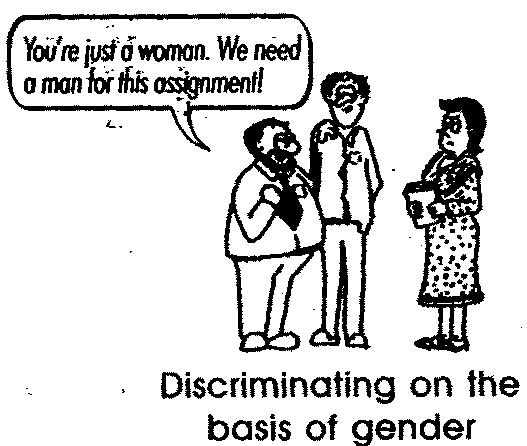 You're just a woman. We need
a man for this assignment!
Discriminating on the
basis of gender